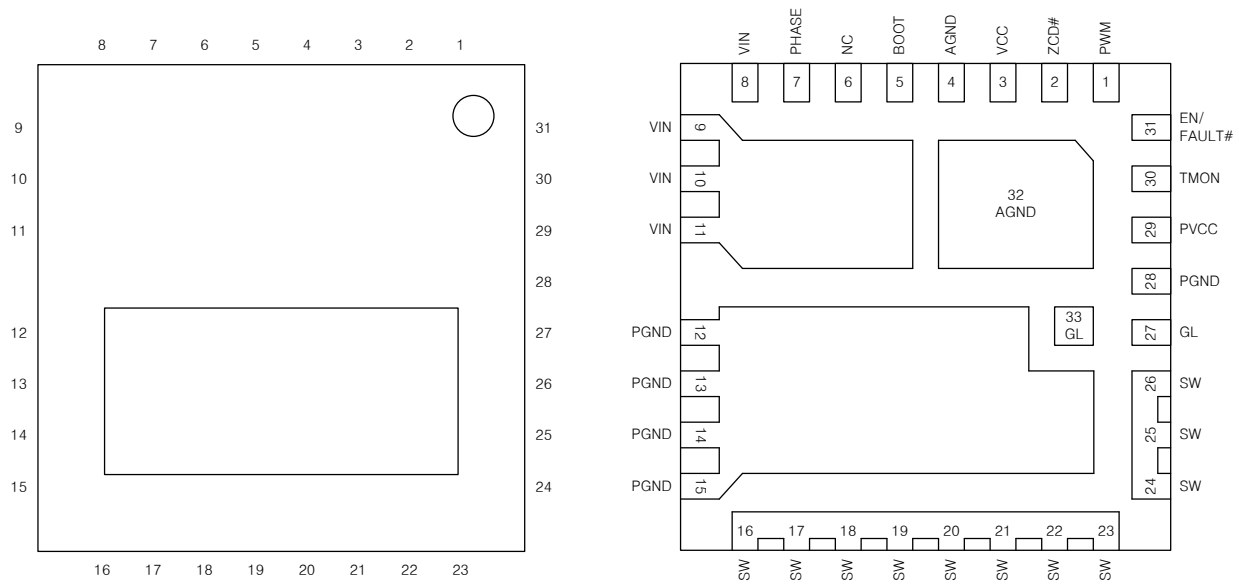 8 7 6 5 4 3 2 1
9
10
11
12
13
14
15
31
30
29
28
27
26
25
24
16 17 18 19 20 21 22 23
VIN
PHASE
NC
BOOT
AGND
VCC
ZCD#
PWM
8 7 6 5 4 3 2 1
VIN 9
VIN 10
VIN 11
PGND 12
PGND 13
PGND 14
PGND 15
32
AGND
33
GL
31 EN/
FAULT#
30 TMON
29 PVCC
28 PGND
27 GL
26 SW
25 SW
24 SW
16 17 18 19 20 21 22 23
SW SW SW SW SW SW SW SW